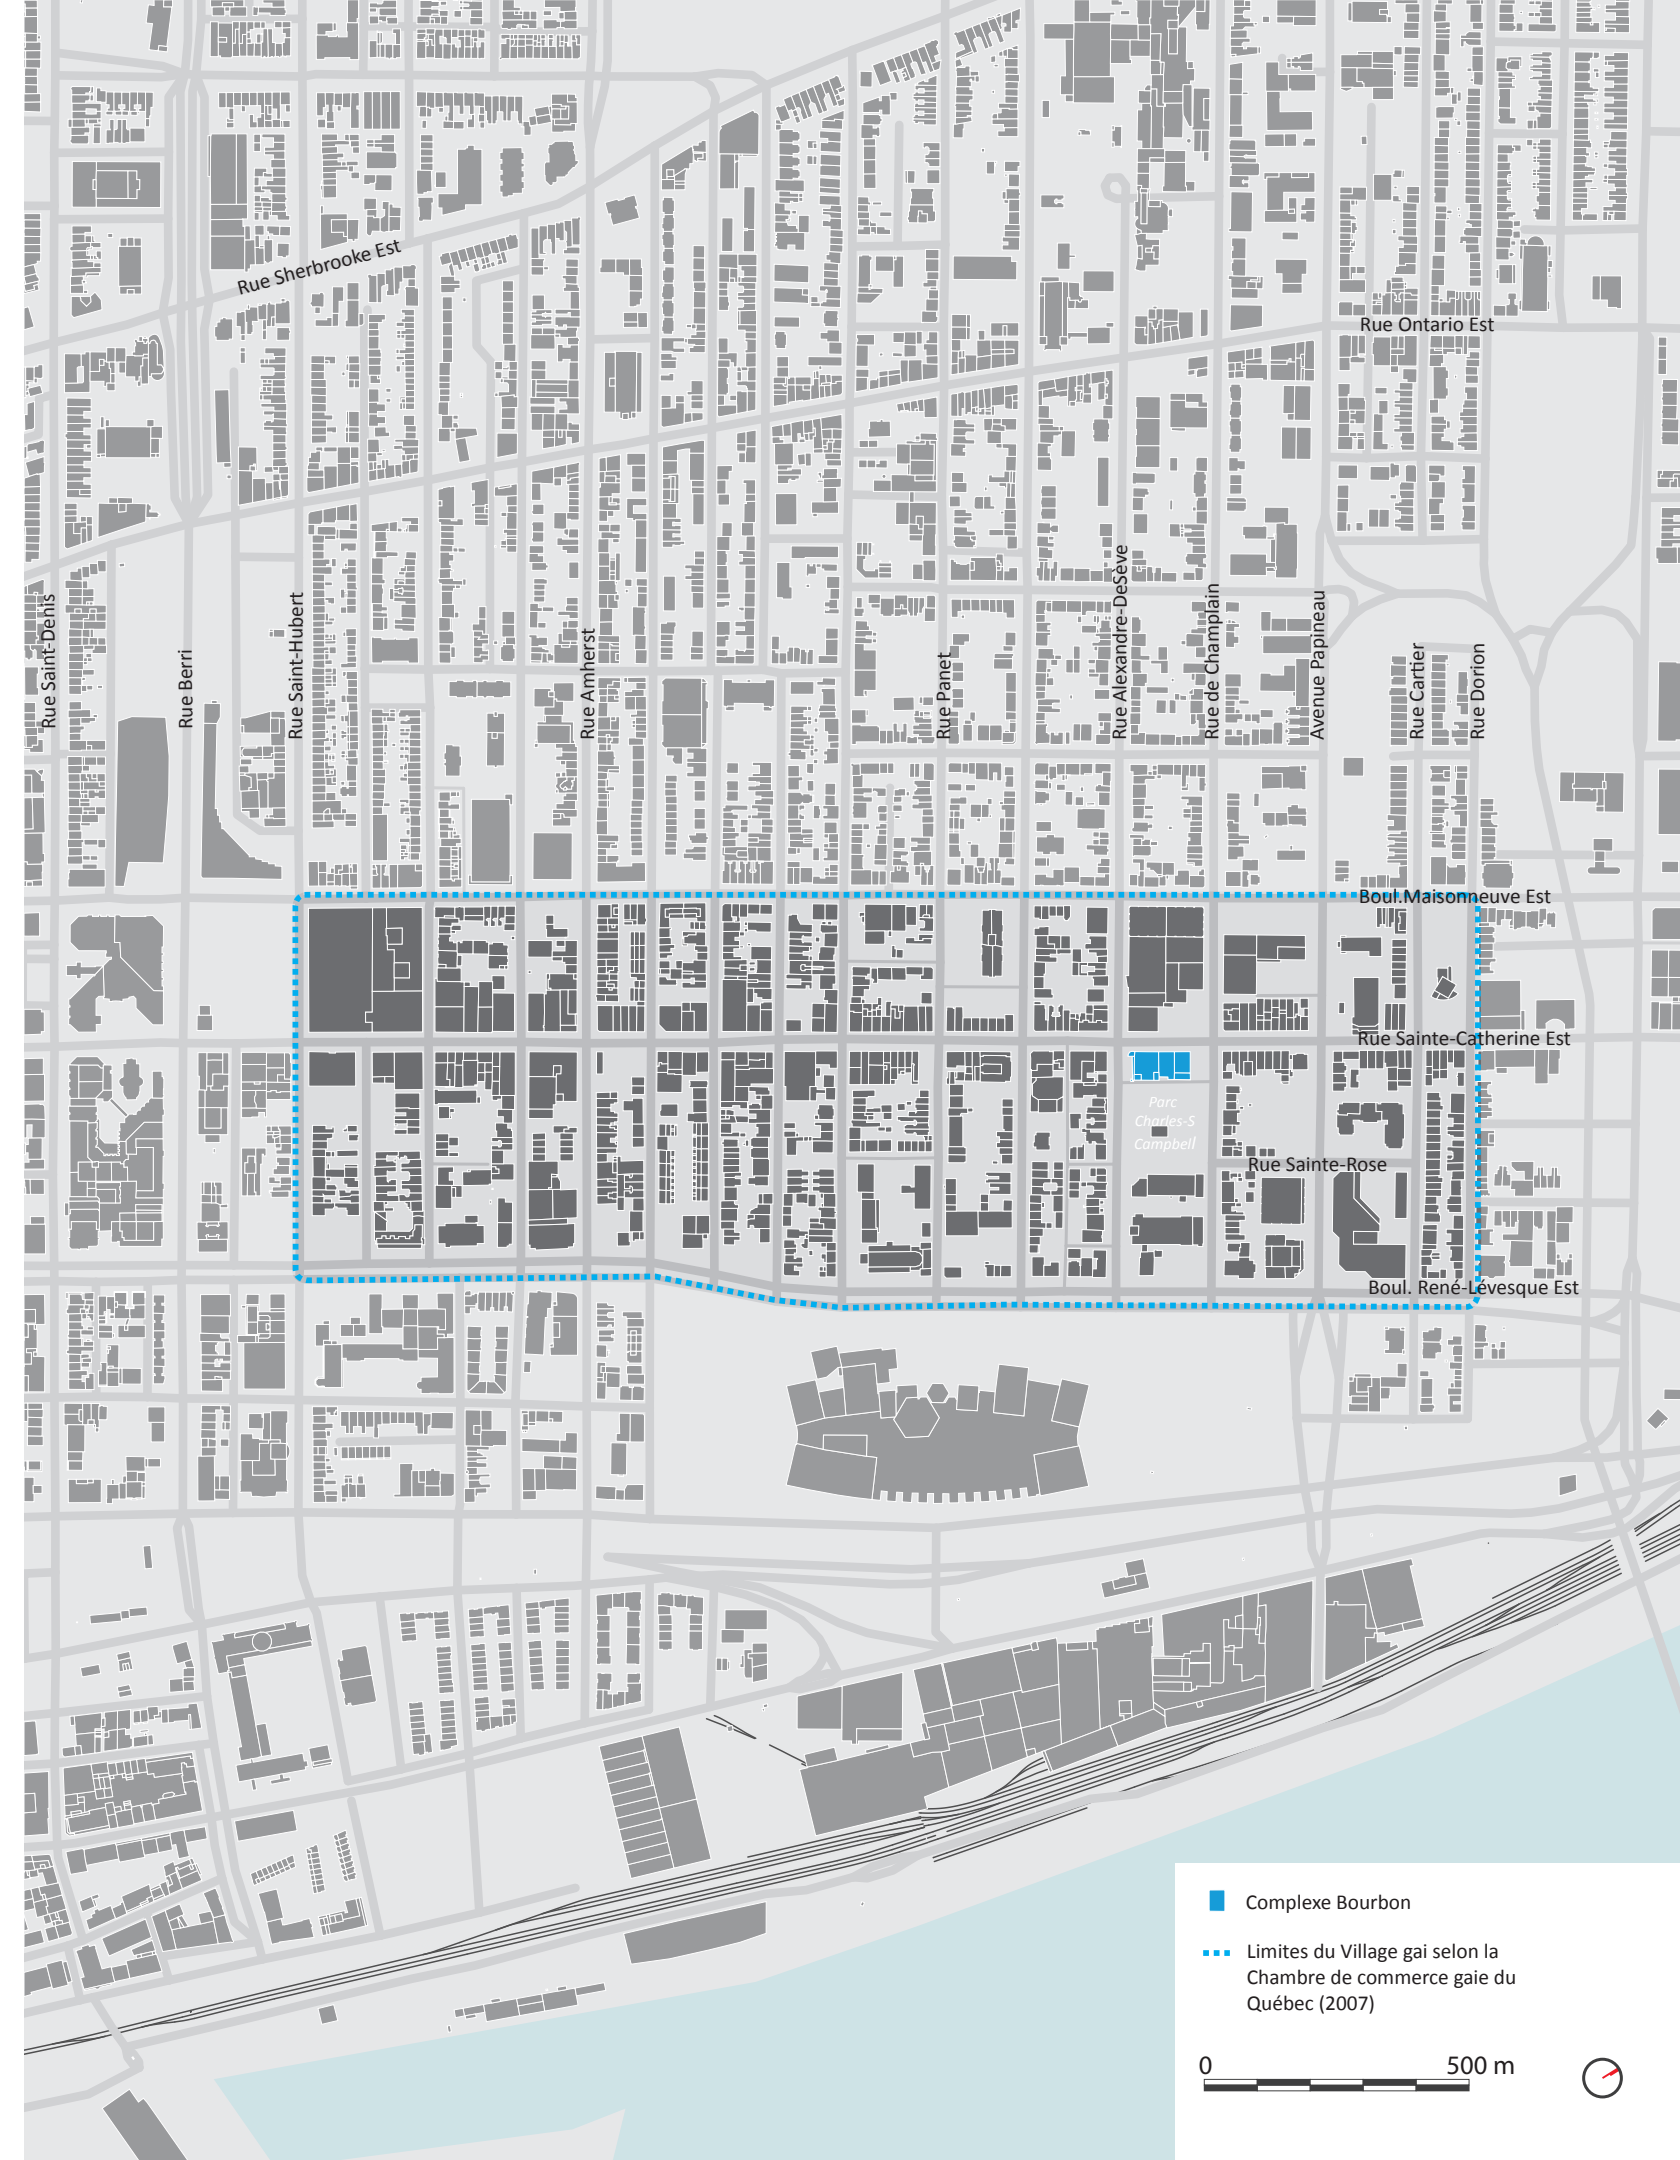 Rue Sherbrooke Est
Rue Ontario Est
Rue Saint-Denis
Rue Berri
Rue Saint-Hubert
Rue Amherst
Rue Panet
Rue Alexandre-DeSève
Rue de Champlain
Avenue Papineau
Rue Cartier
Rue Dorion
Boul.Maisonneuve Est
Rue Sainte-Catherine Est
Parc
Charles-S
Campbell
Rue Sainte-Rose
Boul. René-Lévesque Est
Complexe Bourbon
Limites du Village gai selon la
Chambre de commerce gaie du
Québec (2007)
0 500 m